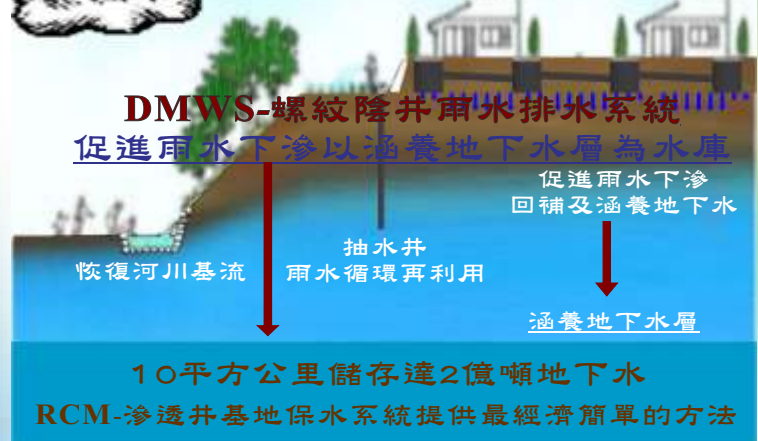 DMWS-螺紋陰井雨水排水系統
促進雨水下滲以涵養地下水層為水庫
促進雨水下滲
回補及涵養地下水
抽水井
雨水循環再利用
恢復河川基流
涵養地下水層
10平方公里儲存達2億噸地下水
RCM-滲透井基地保水系統提供最經濟簡單的方法